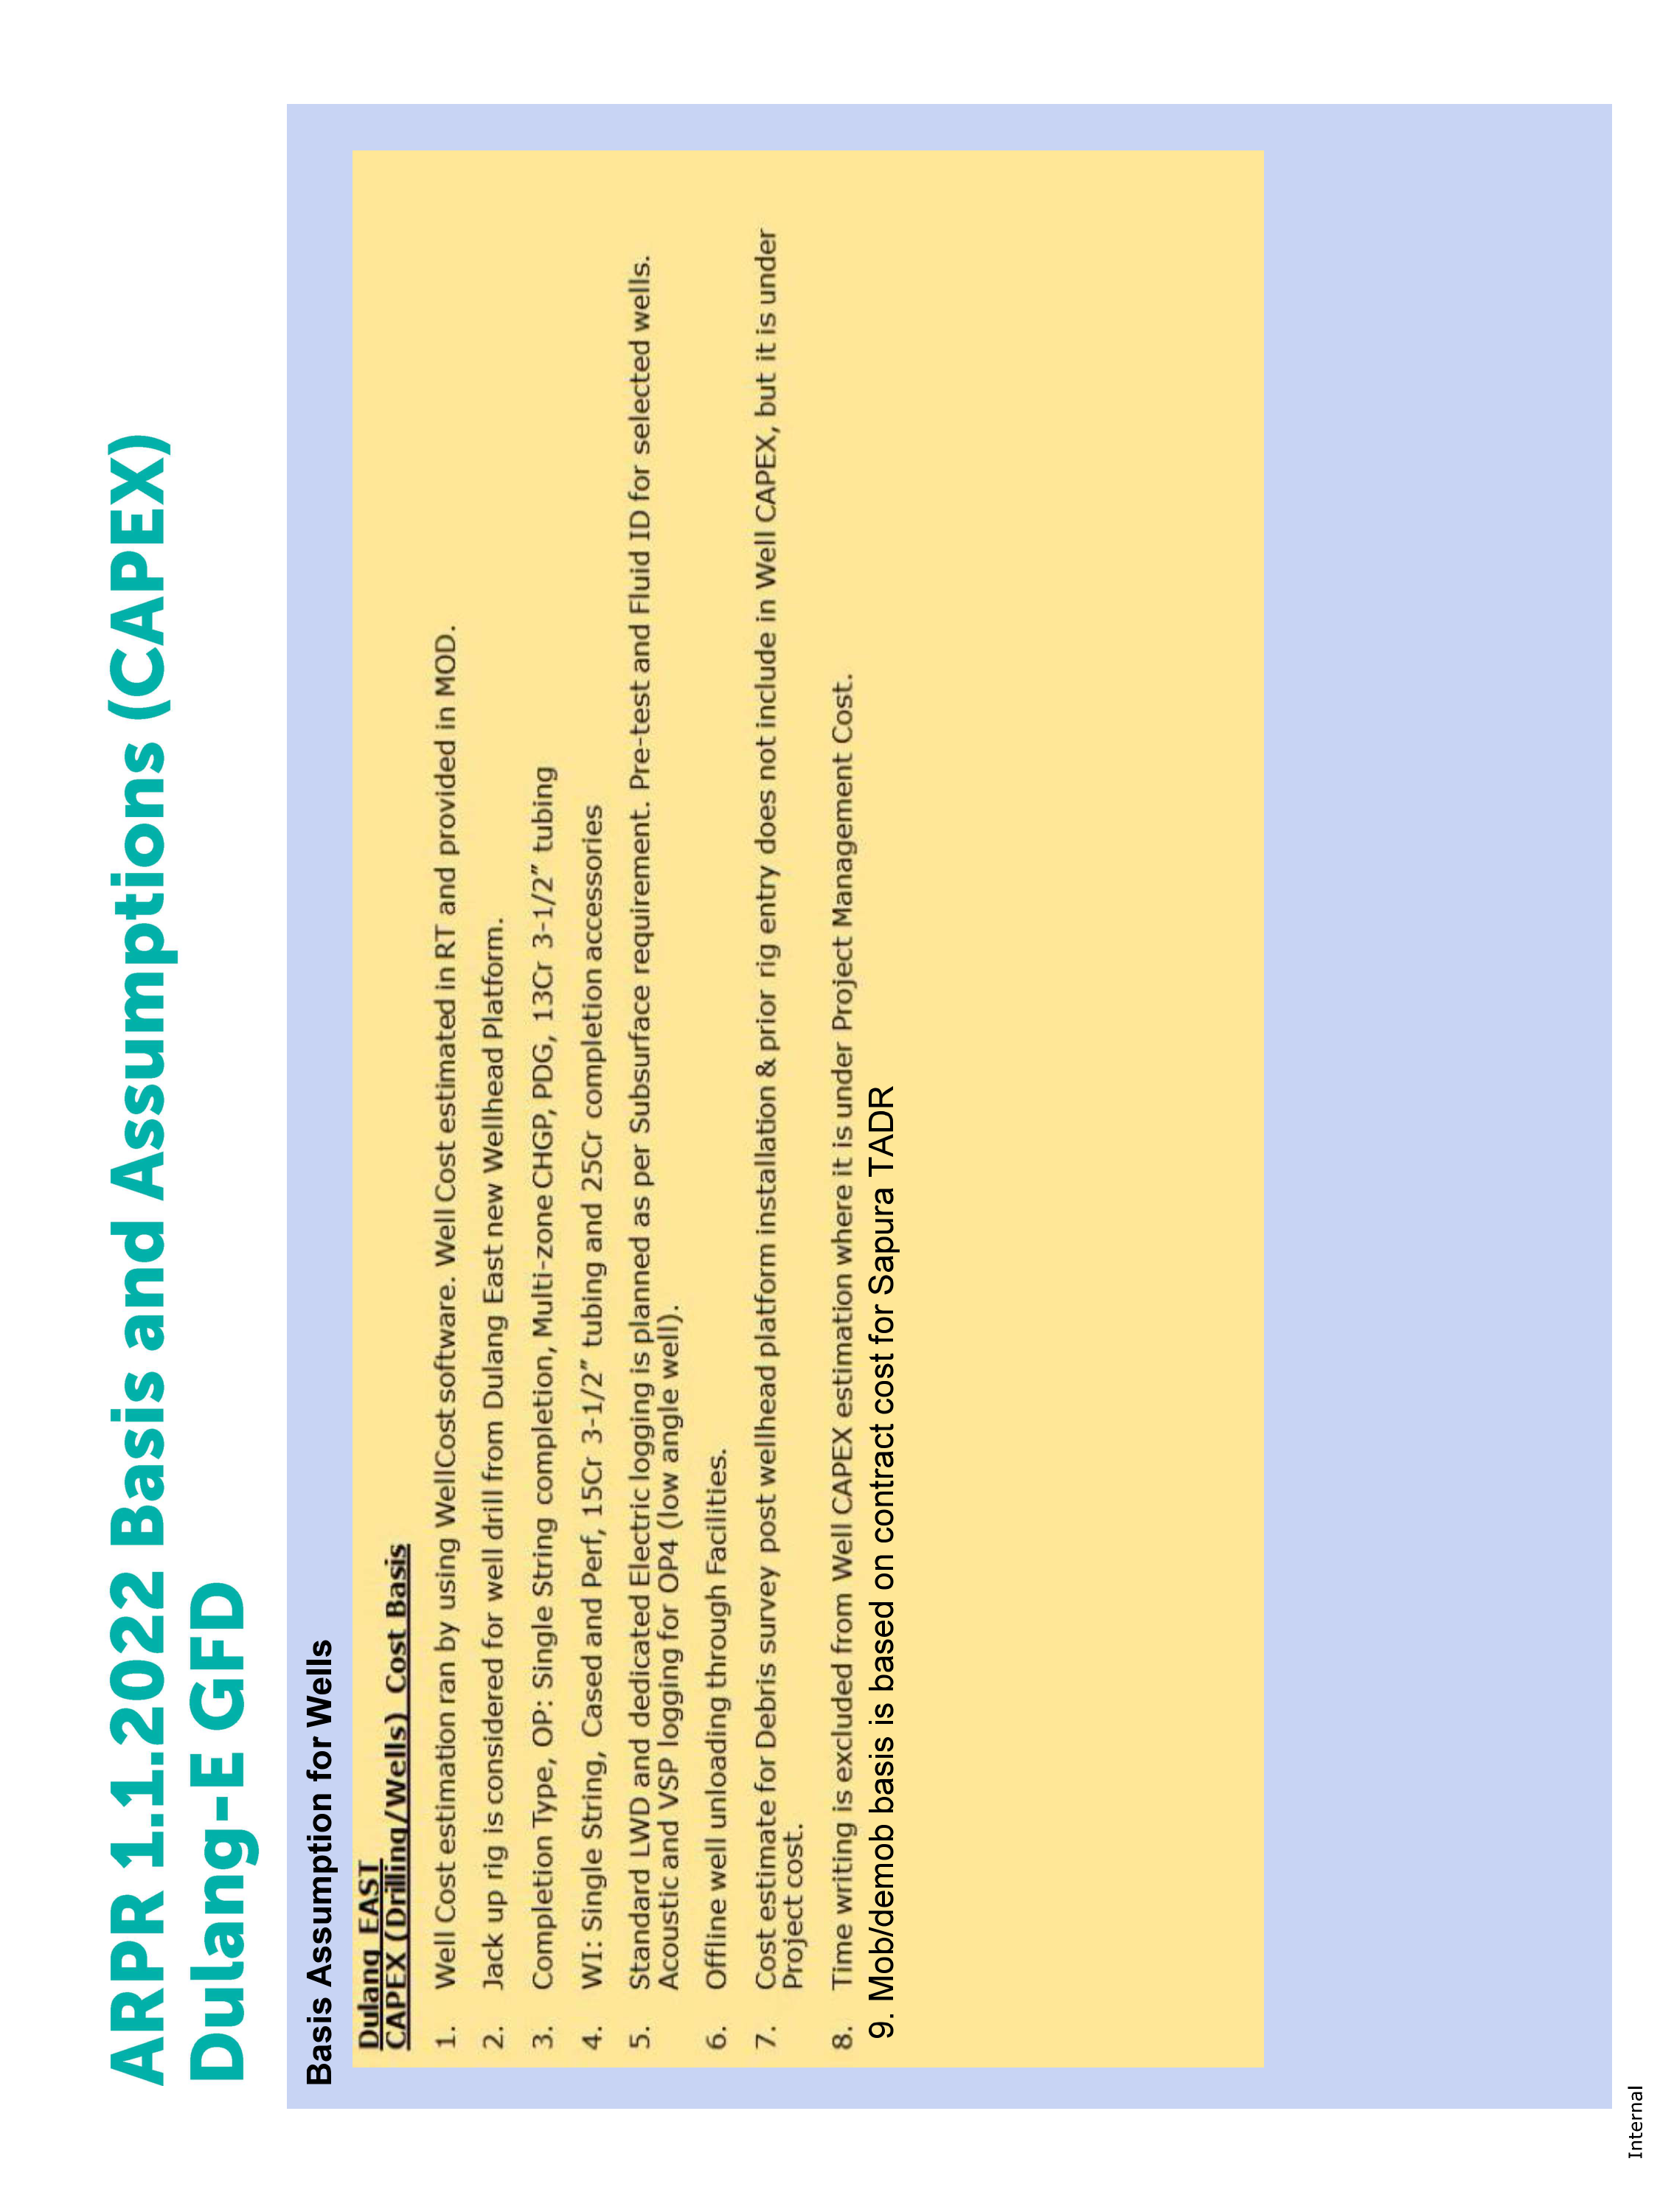 ARPR 1.1.2022 Basis and Assumptions (CAPEX)
Dulang-E GFD
Basis Assumption for Wells
Dulang EAST
CAPEX (Drilling/Wells) Cost Basis
1. Well Cost estimation ran by using WellCost software. Well Cost estimated in RT and provided in MOD.
2. Jack up rig is considered for well drill from Dulang East new Wellhead Platform.
3. Completion Type, OP: Single String completion, Multi-zone CHGP, PDG, 13Cr 3-1/2" tubing
4. WI: Single String, Cased and Perf, 15Cr 3-1/2" tubing and 25Cr completion accessories
5. Standard LWD and dedicated Electric logging is planned as per Subsurface requirement. Pre-test and Fluid ID for selected wells.
Acoustic and VSP logging for OP4 (low angle well).
6. Offline well unloading through Facilities.
7. Cost estimate for Debris survey post wellhead platform installation & prior rig entry does not include in Well CAPEX, but it is under
Project cost.
8. Time writing is excluded from Well CAPEX estimation where it is under Project Management Cost.
9. Mob/demob basis is based on contract cost for Sapura TADR
Internal